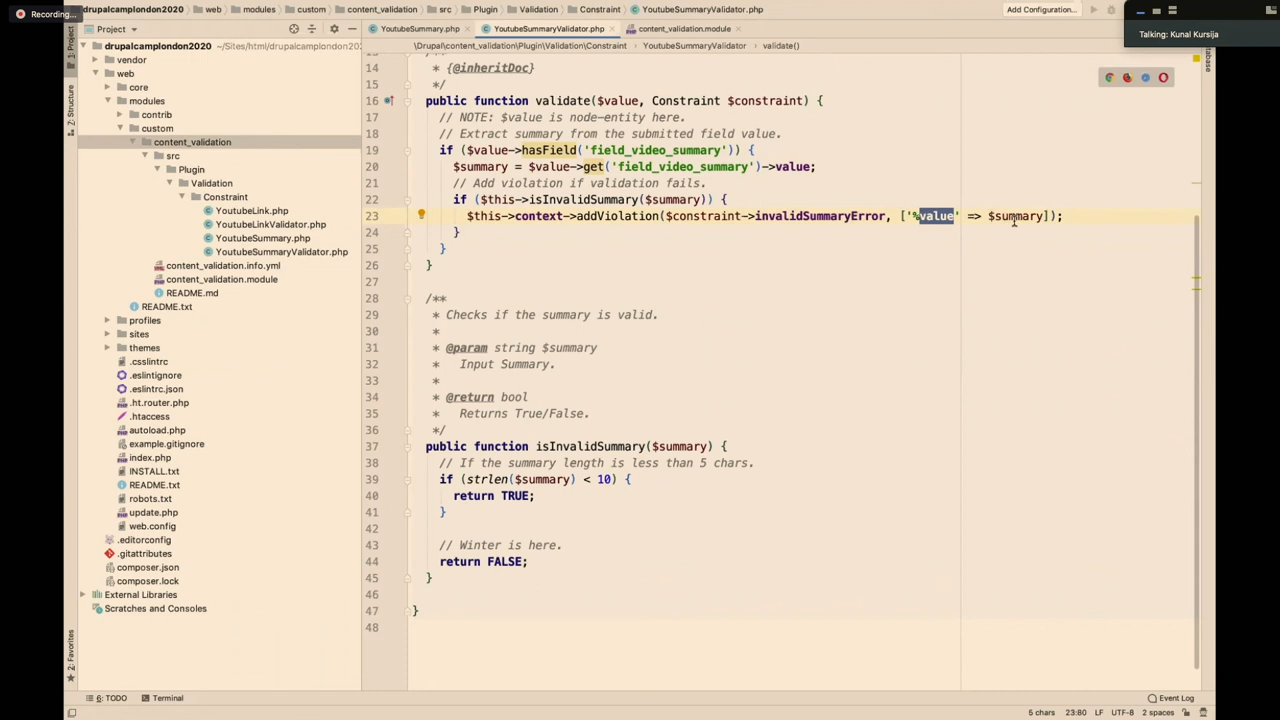 Recording...
drupalcamplondon2020 web modules custom content_validation src Plugin Validation Constraint YoutubeSummaryValidator.php
Add Configuration...
Talking: Kunal Kursija
Project
YoutubeSummary.php YoutubeSummaryValidator.php content_validation.module
\Drupal\content_validation\Plugin\Validation\Constraint YoutubeSummaryValidator validate()
1: Project
7: Structure
2: Favorites
drupalcamplondon2020 ~/Sites/html/drupalcamplondon202
vendor
web
core
modules
contrib
custom
content_validation
src
Plugin
Validation
Constraint
YoutubeLink.php
YoutubeLinkValidator.php
YoutubeSummary.php
YoutubeSummaryValidator.php
content_validation.info.yml
content_validation.module
README.md
README.txt
profiles
sites
themes
.csslintrc
.eslintignore
.eslintrc.json
.ht.router.php
.htaccess
autoload.php
example.gitignore
index.php
INSTALL.txt
README.txt
robots.txt
update.php
web.config
.editorconfig
.gitattributes
composer.json
composer.lock
External Libraries
Scratches and Consoles
14 * {@inheritDoc}
15 */
16 public function validate($value, Constraint $constraint) {
17 // NOTE: $value is node-entity here.
18 // Extract summary from the submitted field value.
19 if ($value->hasField('field_video_summary')) {
20 $summary = $value->get('field_video_summary')->value;
21 // Add violation if validation fails.
22 if ($this->isInvalidSummary($summary)) {
23 $this->context->addViolation($constraint->invalidSummaryError, ['%value' => $summary]);
24 }
25 }
26 }
27
28 /**
29 * Checks if the summary is valid.
30 *
31 * @param string $summary
32 * Input Summary.
33 *
34 * @return bool
35 * Returns True/False.
36 */
37 public function isInvalidSummary($summary) {
38 // If the summary length is less than 5 chars.
39 if (strlen($summary) < 10) {
40 return TRUE;
41 }
42
43 // Winter is here.
44 return FALSE;
45 }
46
47 }
48
6: TODO Terminal Event Log
5 chars 23:80 LF UTF-8 2 spaces